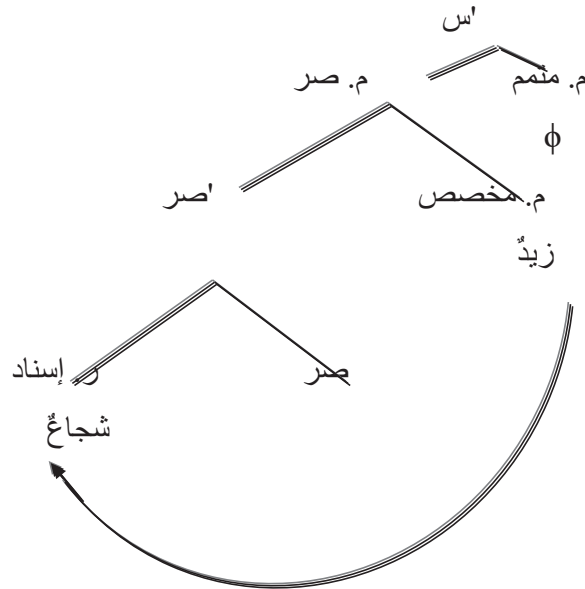 س'
م. متمم م. صر
ϕ
م. مخصص صر'
زيدٌ
صر ر. إسناد
شجاعٌ